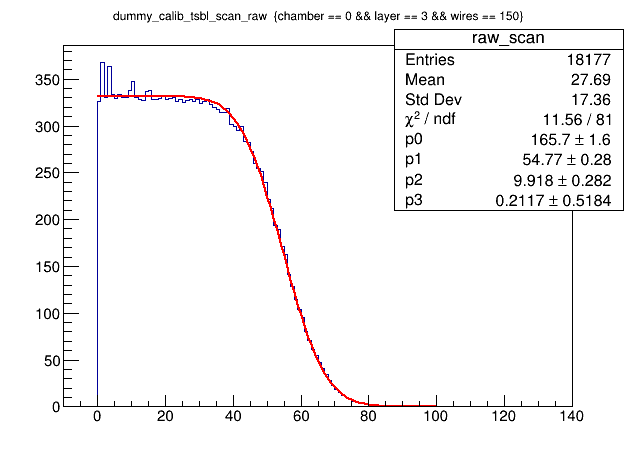 dummy_calib_tsbl_scan_raw {chamber == 0 && layer == 3 && wires == 150}
raw_scan
Entries 18177
Mean 27.69
Std Dev 17.36
χ² / ndf 11.56 / 81
p0 165.7 ± 1.6
p1 54.77 ± 0.28
p2 9.918 ± 0.282
p3 0.2117 ± 0.5184
350
300
250
200
150
100
50
0
0 20 40 60 80 100 120 140